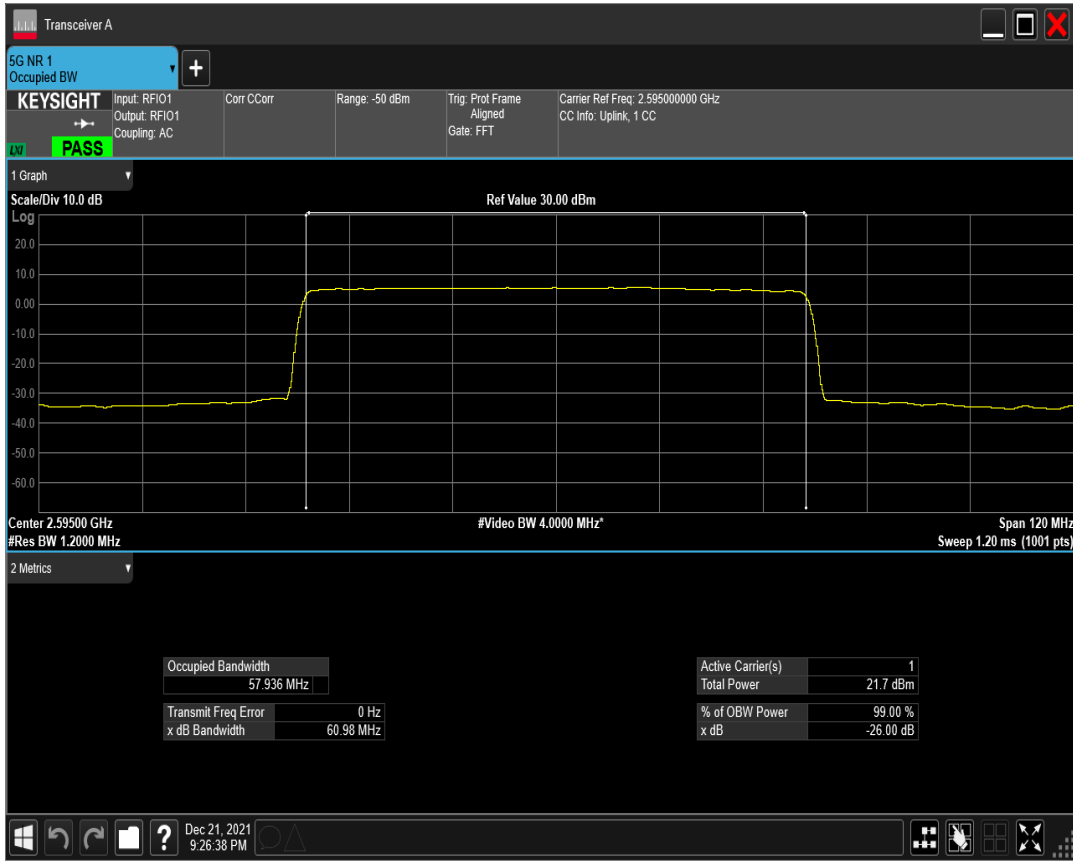 Transceiver A
5G NR 1
Occupied BW
KEYSIGHT
Input: RFIO1
Output: RFIO1
Coupling: AC
Corr CCorr
Range: -50 dBm
Trig: Prot Frame
Aligned
Gate: FFT
Carrier Ref Freq: 2.595000000 GHz
CC Info: Uplink, 1 CC
LXI
PASS
1 Graph
Scale/Div 10.0 dB
Ref Value 30.00 dBm
Log
20.0
10.0
0.00
-10.0
-20.0
-30.0
-40.0
-50.0
-60.0
Center 2.59500 GHz
#Video BW 4.0000 MHz*
Span 120 MHz
#Res BW 1.2000 MHz
Sweep 1.20 ms (1001 pts)
2 Metrics
Occupied Bandwidth
57.936 MHz
Transmit Freq Error 0 Hz
x dB Bandwidth 60.98 MHz
Active Carrier(s) 1
Total Power 21.7 dBm
% of OBW Power 99.00 %
x dB -26.00 dB
?
Dec 21, 2021
9:26:38 PM